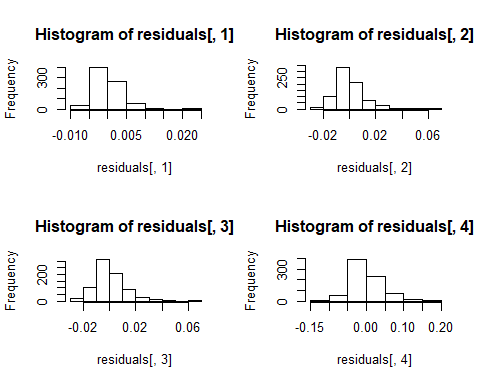 Histogram of residuals[, 1]
Frequency
0
300
-0.010
0.005
0.020
residuals[, 1]
Histogram of residuals[, 2]
Frequency
0
250
-0.02
0.02
0.06
residuals[, 2]
Histogram of residuals[, 3]
Frequency
0
200
-0.02
0.02
0.06
residuals[, 3]
Histogram of residuals[, 4]
Frequency
0
300
-0.15
0.00
0.10
0.20
residuals[, 4]